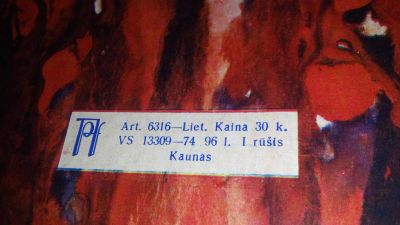 Art. 6316—Liet. Kaina 30 k.
VS 13309—74 96 l. I rūšis
Kaunas